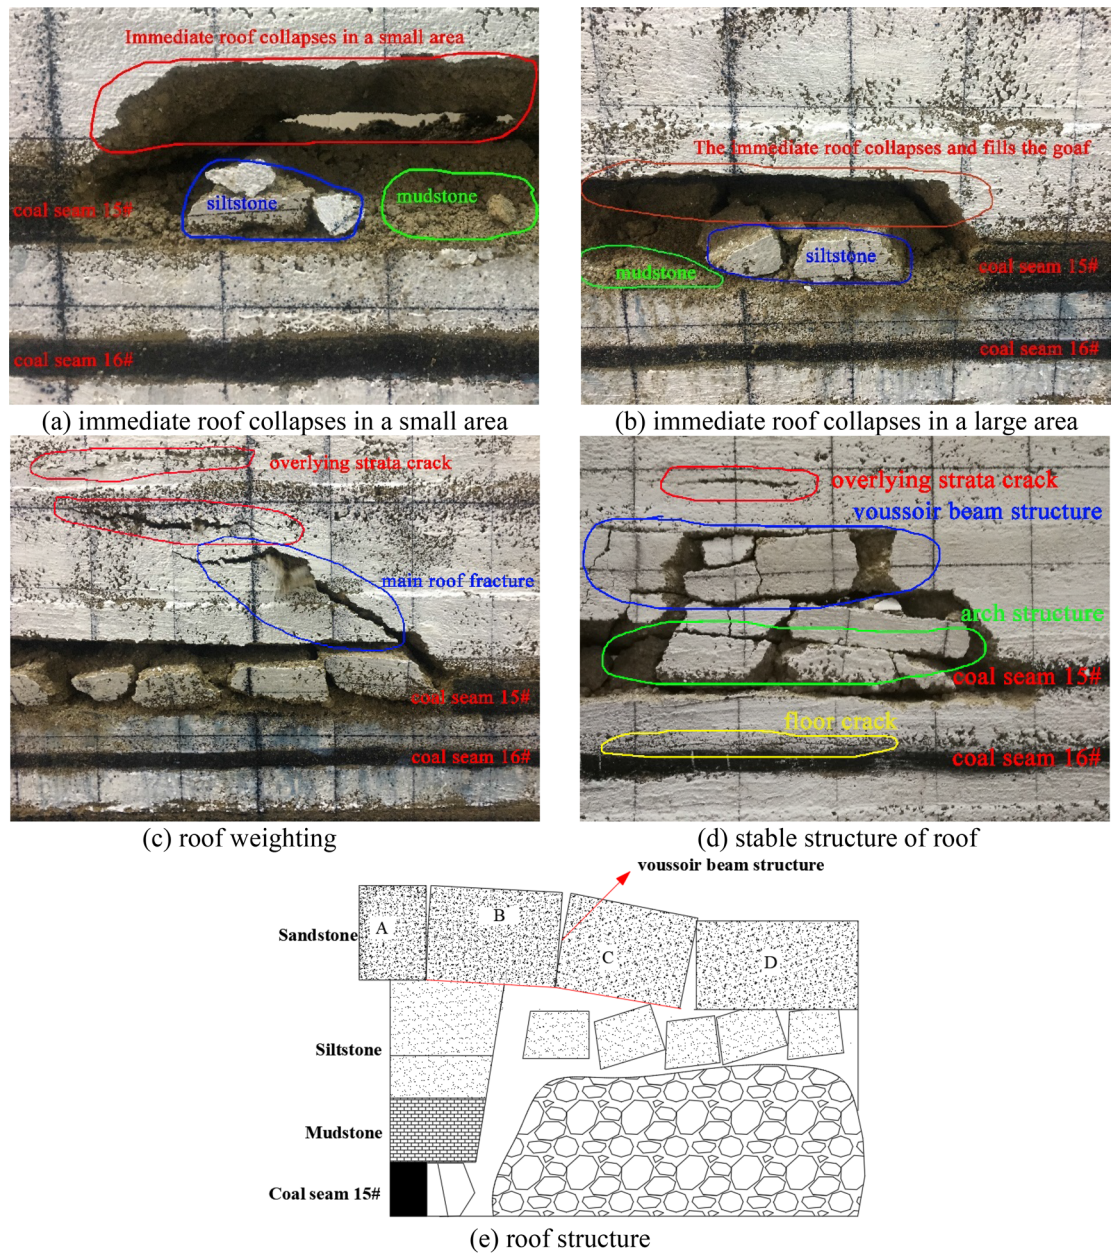 Immediate roof collapses in a small area
siltstone
mudstone
coal seam 15#
coal seam 16#
(a) immediate roof collapses in a small area
The immediate roof collapses and fills the goaf
siltstone
mudstone
coal seam 15#
coal seam 16#
(b) immediate roof collapses in a large area
overlying strata crack
main roof fracture
coal seam 15#
coal seam 16#
(c) roof weighting
overlying strata crack
voussoir beam structure
arch structure
coal seam 15#
floor crack
coal seam 16#
(d) stable structure of roof
voussoir beam structure
Sandstone
A
B
C
D
Siltstone
Mudstone
Coal seam 15#
(e) roof structure